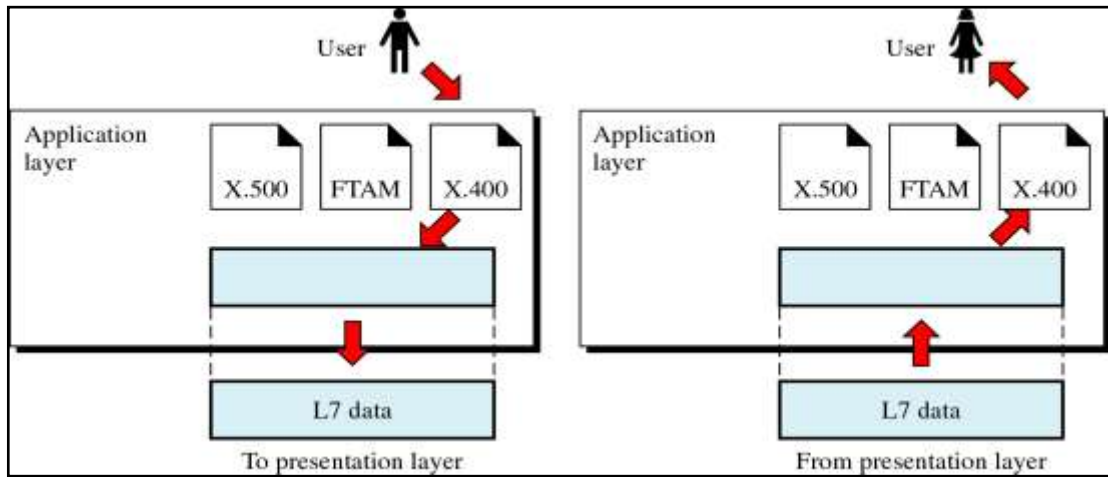 User
Application
layer
X.500
FTAM
X.400
L7 data
To presentation layer
User
Application
layer
X.500
FTAM
X.400
L7 data
From presentation layer